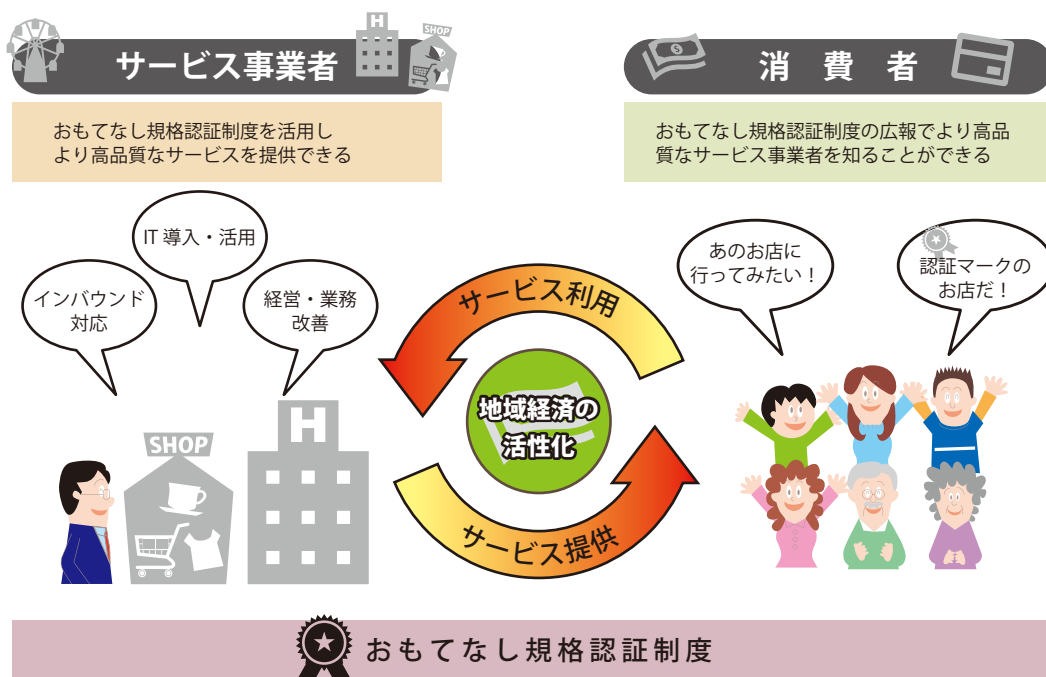 H
SHOP
サービス事業者
消費者
おもてなし規格認証制度を活用し
より高品質なサービスを提供できる
おもてなし規格認証制度の広報でより高品
質なサービス事業者を知ることができる
IT 導入・活用
インバウンド
対応
経営・業務
改善
あのお店に
行ってみたい！
認証マークの
お店だ！
サービス利用
地域経済の
活性化
サービス提供
SHOP
H
おもてなし規格認証制度